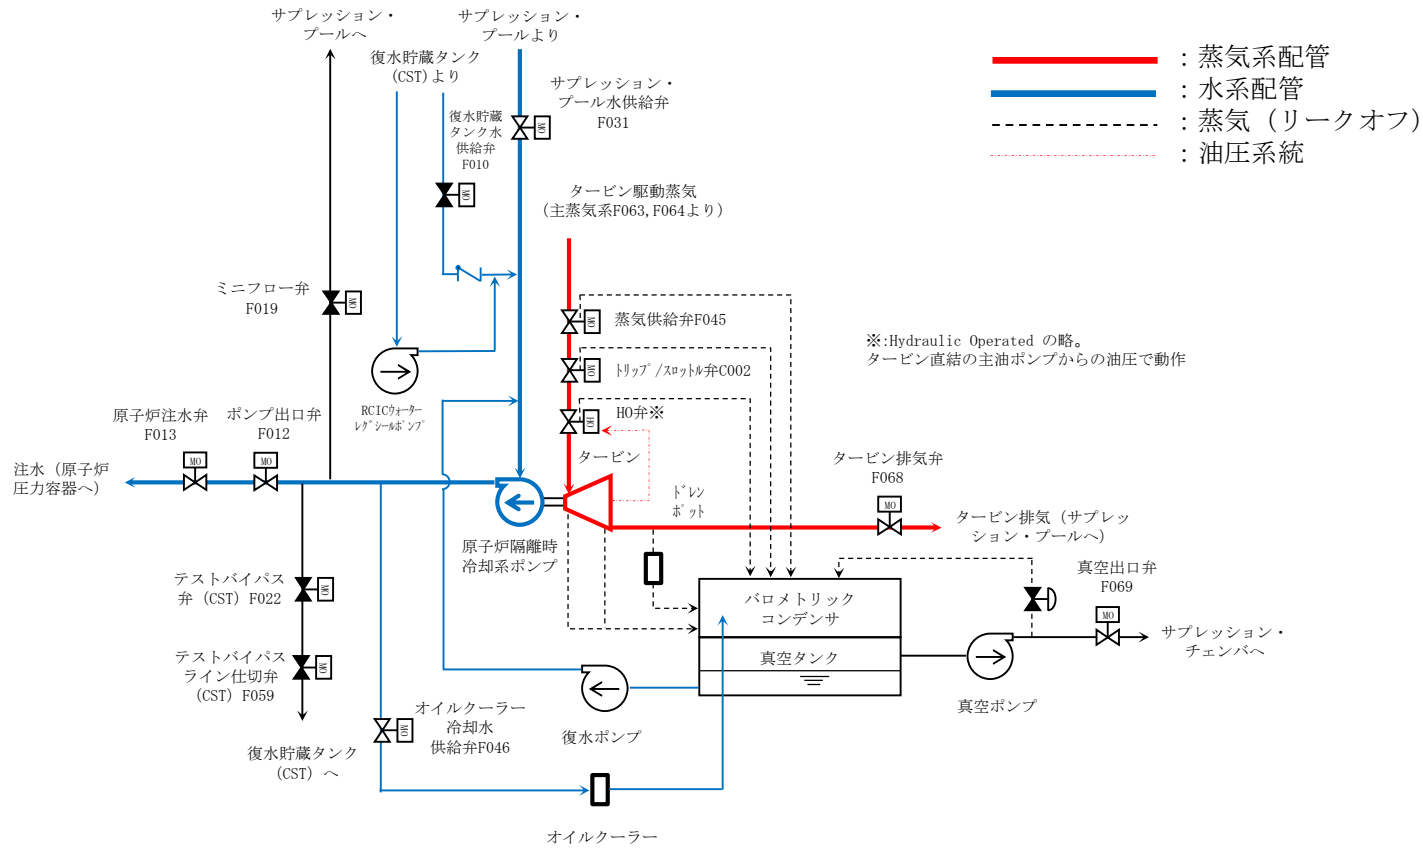 サプレッション・
プールへ
サプレッション・
プールより
復水貯蔵タンク
(CST)より
サプレッション・
プール水供給弁
F031
MO
復水貯蔵
タンク水
供給弁
F010
MO
：蒸気系配管
：水系配管
：蒸気（リークオフ）
：油圧系統
タービン駆動蒸気
(主蒸気系F063,F064より)
ミニフロー弁
F019
MO
MO
蒸気供給弁F045
MO
ﾄﾘｯﾌﾟ/ｽﾛｯﾄﾙ弁C002
HO
HO弁※
※:Hydraulic Operated の略。
タービン直結の主油ポンプからの油圧で動作
RCICｳｫｰﾀｰ
ﾚｸﾞｼｰﾙﾎﾟﾝﾌﾟ
原子炉注水弁
F013
MO
ポンプ出口弁
F012
MO
注水（原子炉
圧力容器へ）
タービン
ﾄﾞﾚﾝ
ﾎﾟｯﾄ
タービン排気弁
F068
MO
タービン排気（サプレッ
ション・プールへ）
原子炉隔離時
冷却系ポンプ
テストバイパス
弁（CST）F022
MO
テストバイパス
ライン仕切弁
（CST）F059
MO
バロメトリック
コンデンサ
真空タンク
真空出口弁
F069
MO
サプレッション・
チェンバへ
真空ポンプ
復水ポンプ
オイルクーラー
冷却水
供給弁F046
MO
復水貯蔵タンク
（CST）へ
オイルクーラー